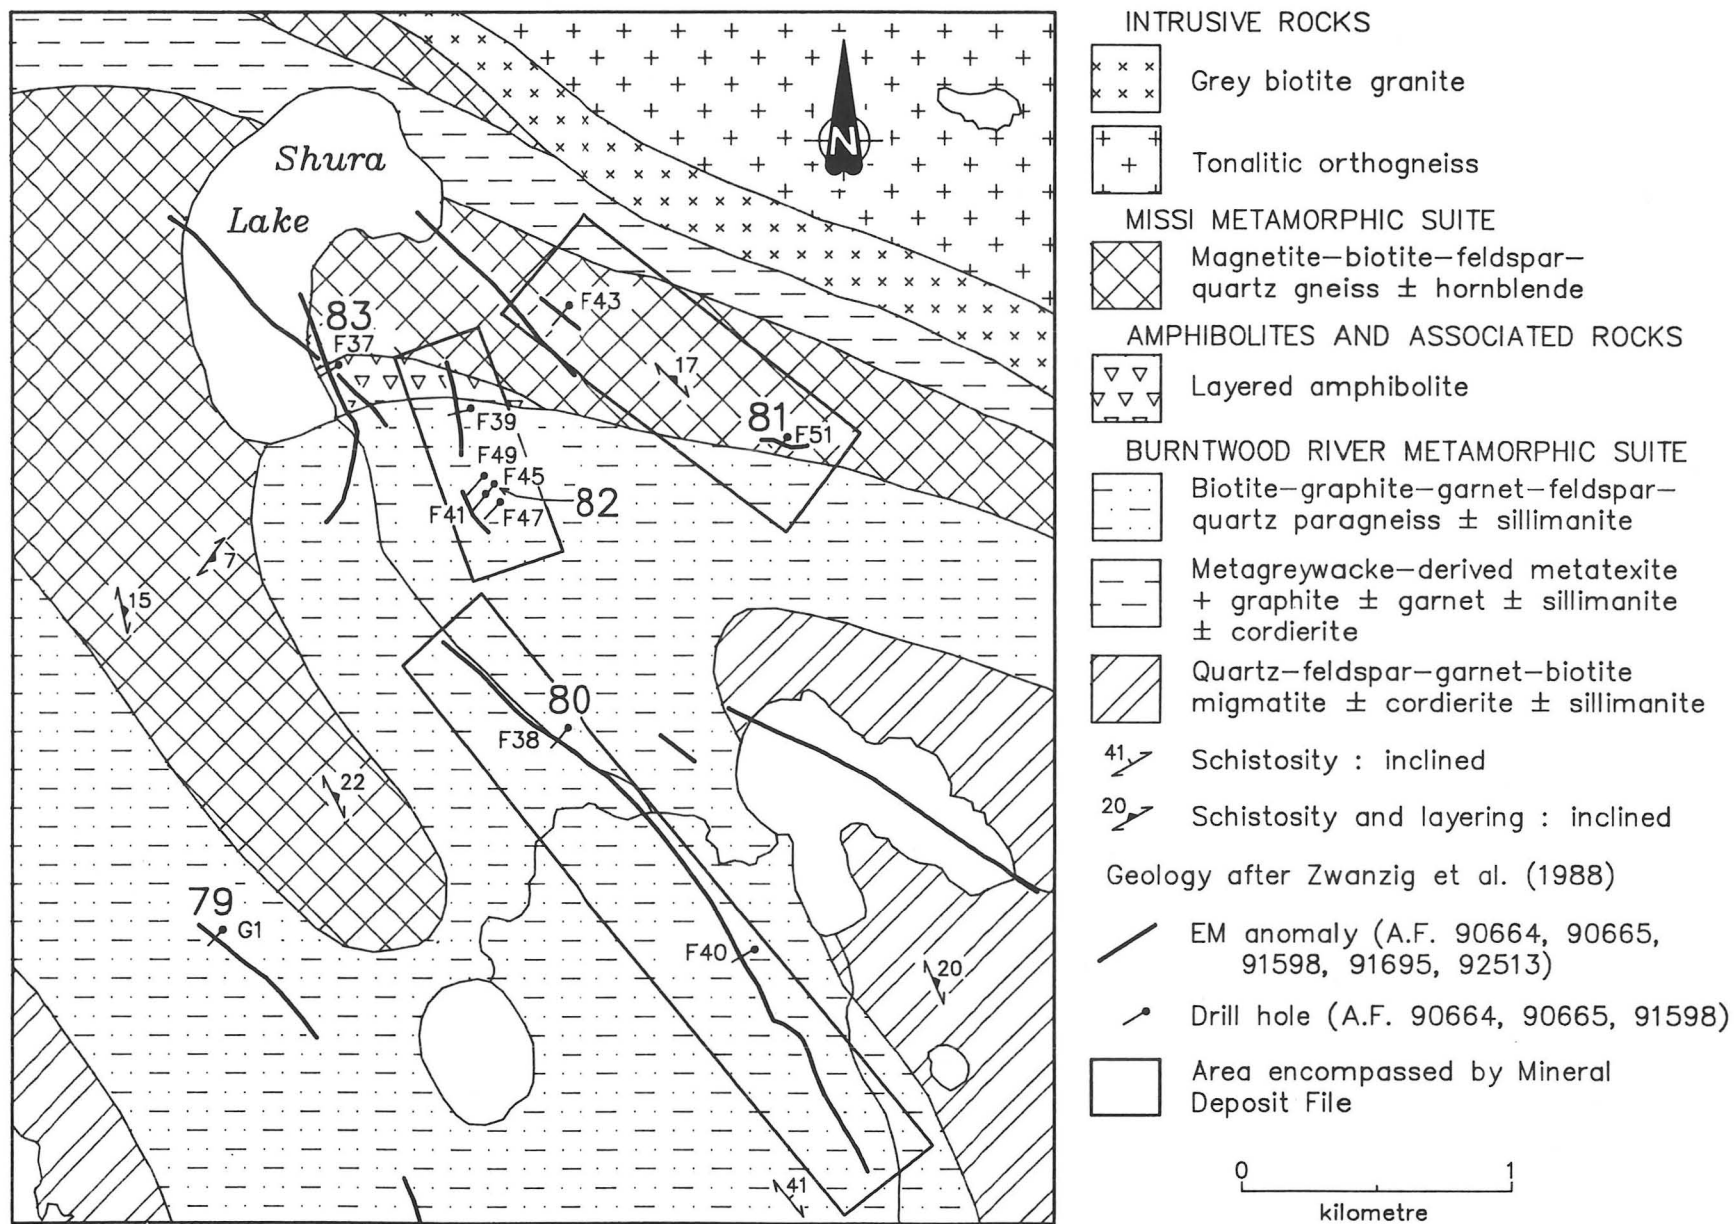 Shura
Lake
N
83
F37
F43
17
81
F51
F39
F49
F45
F41
F47
82
7
15
80
F38
22
79
G1
F40
20
41
INTRUSIVE ROCKS
Grey biotite granite
Tonalitic orthogneiss
MISSI METAMORPHIC SUITE
Magnetite-biotite-feldspar-
quartz gneiss ± hornblende
AMPHIBOLITES AND ASSOCIATED ROCKS
Layered amphibolite
BURNTWOOD RIVER METAMORPHIC SUITE
Biotite-graphite-garnet-feldspar-
quartz paragneiss ± sillimanite
Metagreywacke-derived metatexite
+ graphite ± garnet ± sillimanite
± cordierite
Quartz-feldspar-garnet-biotite
migmatite ± cordierite ± sillimanite
41 Schistosity : inclined
20 Schistosity and layering : inclined
Geology after Zwanzig et al. (1988)
EM anomaly (A.F. 90664, 90665,
91598, 91695, 92513)
Drill hole (A.F. 90664, 90665, 91598)
Area encompassed by Mineral
Deposit File
0 1
kilometre